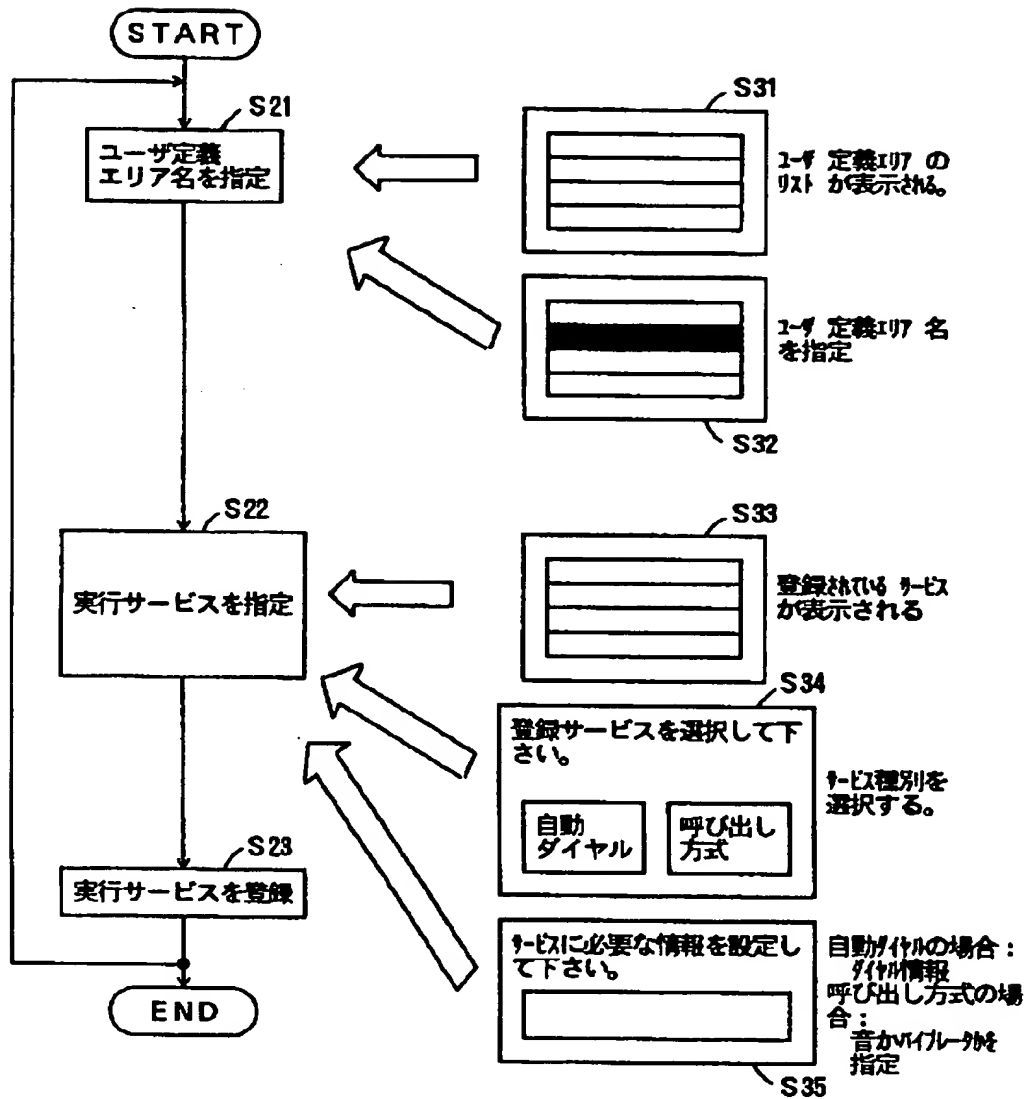 START
S21
ユーザ定義
エリア名を指定
S31
ユーザ 定義エリア の
リスト が表示される。
ユーザ 定義エリア 名
を指定
S32
S22
実行サービスを指定
S33
登録されている サービス
が表示される
S34
登録サービスを選択して下
さい。
自動
ダイヤル
呼び出し
方式
サービス種別を
選択する。
S23
実行サービスを登録
サービスに必要な情報を設定し
て下さい。
自動ダイヤルの場合：
ダイヤル情報
呼び出し方式の場
合：
音かバイブレータかを
指定
S35
END